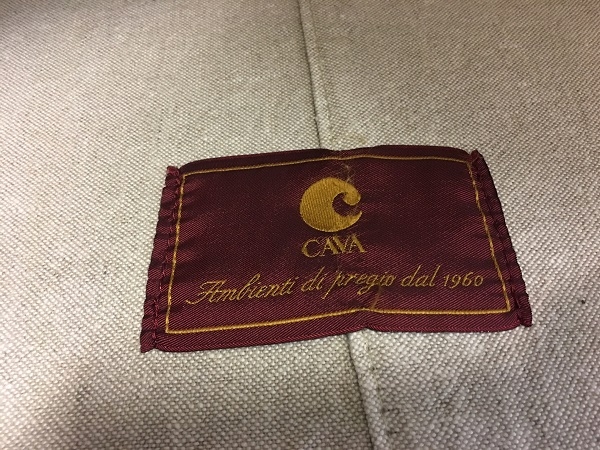 CAVA
Ambienti di pregio dal 1960